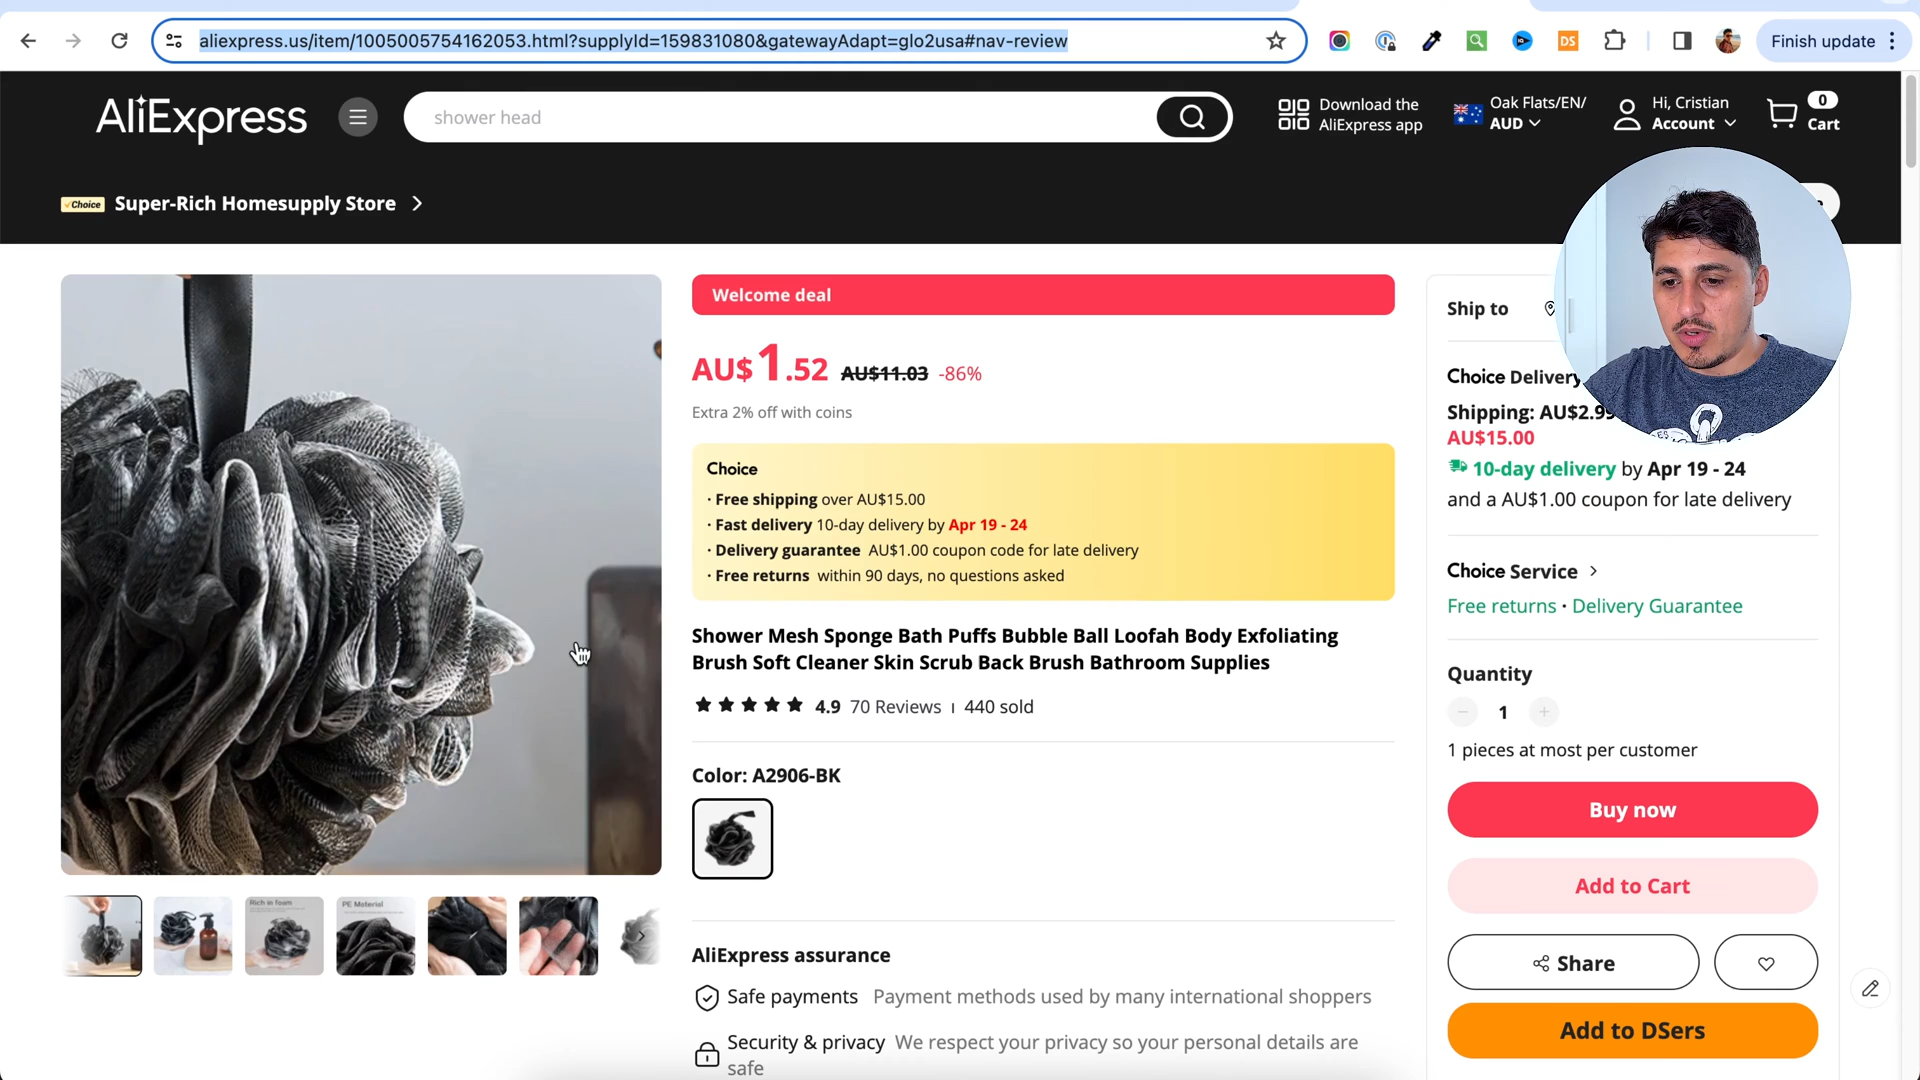 aliexpress.us/item/1005005754162053.html?supplyId=159831080&gatewayAdapt=glo2usa#nav-review
DS
Finish update
AliExpress
shower head
Download the
AliExpress app
Oak Flats/EN/
AUD
Hi, Cristian
Account
0
Cart
Choice
Super-Rich Homesupply Store
Welcome deal
AU$1.52 AU$11.03 -86%
Extra 2% off with coins
Choice
· Free shipping over AU$15.00
· Fast delivery 10-day delivery by Apr 19 - 24
· Delivery guarantee AU$1.00 coupon code for late delivery
· Free returns within 90 days, no questions asked
Shower Mesh Sponge Bath Puffs Bubble Ball Loofah Body Exfoliating
Brush Soft Cleaner Skin Scrub Back Brush Bathroom Supplies
4.9 70 Reviews 440 sold
Color: A2906-BK
Rich in foam
PE Material
AliExpress assurance
Safe payments Payment methods used by many international shoppers
Security & privacy We respect your privacy so your personal details are
safe
Ship to
Choice Delivery
Shipping: AU$2.99
AU$15.00
10-day delivery by Apr 19 - 24
and a AU$1.00 coupon for late delivery
Choice Service
Free returns · Delivery Guarantee
Quantity
1
1 pieces at most per customer
Buy now
Add to Cart
Share
Add to DSers